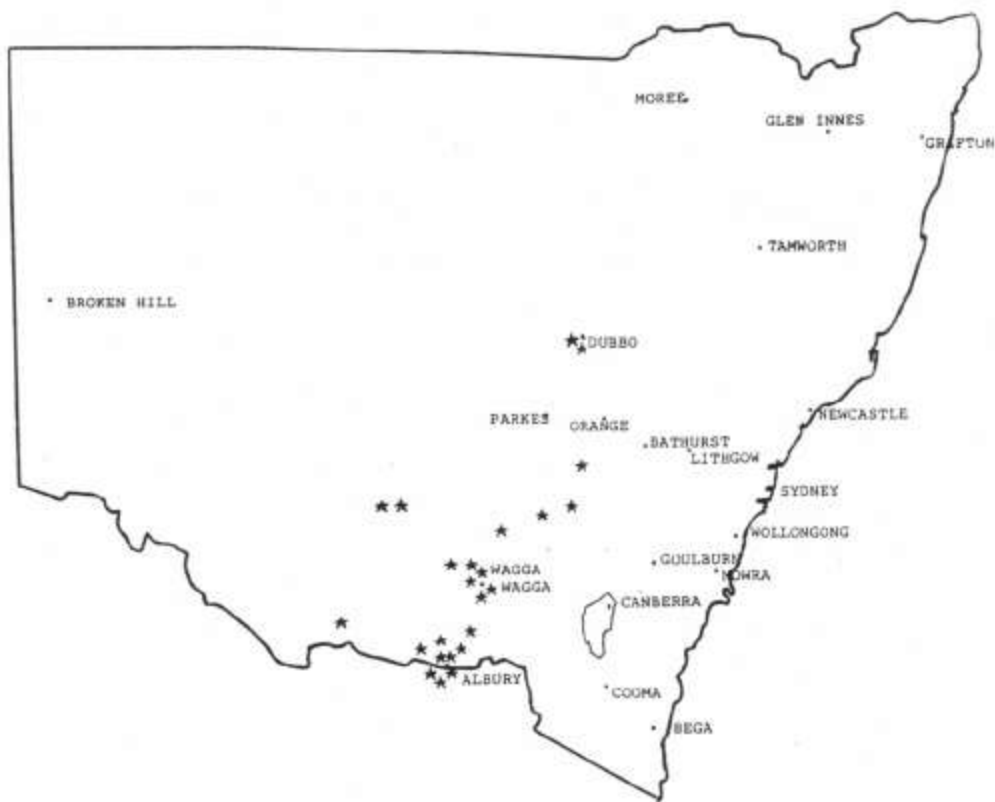 MOREE
GLEN INNES
GRAFTON
TAMWORTH
BROKEN HILL
DUBBO
PARKES
ORANGE
NEWCASTLE
BATHURST
LITHGOW
SYDNEY
WOLLONGONG
GOULBURN
NOWRA
WAGGA
WAGGA
CANBERRA
ALBURY
COOMA
BEGA